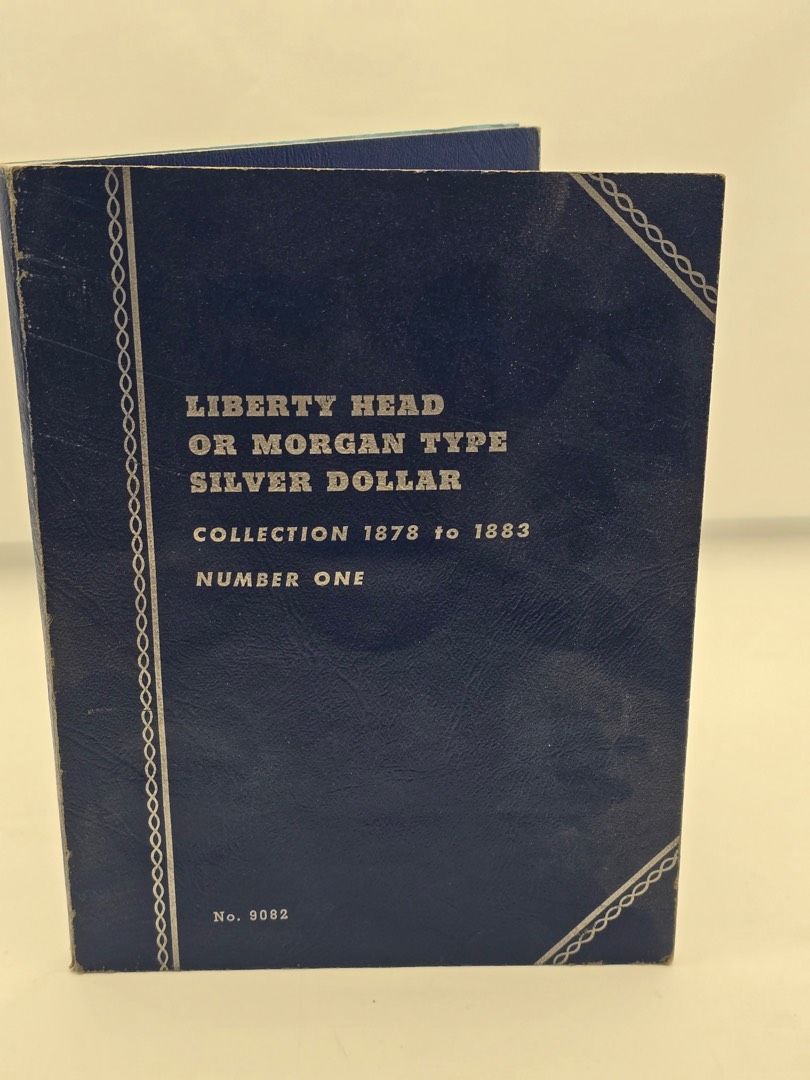 LIBERTY HEAD
OR MORGAN TYPE
SILVER DOLLAR
COLLECTION 1878 to 1883
NUMBER ONE
No. 9082